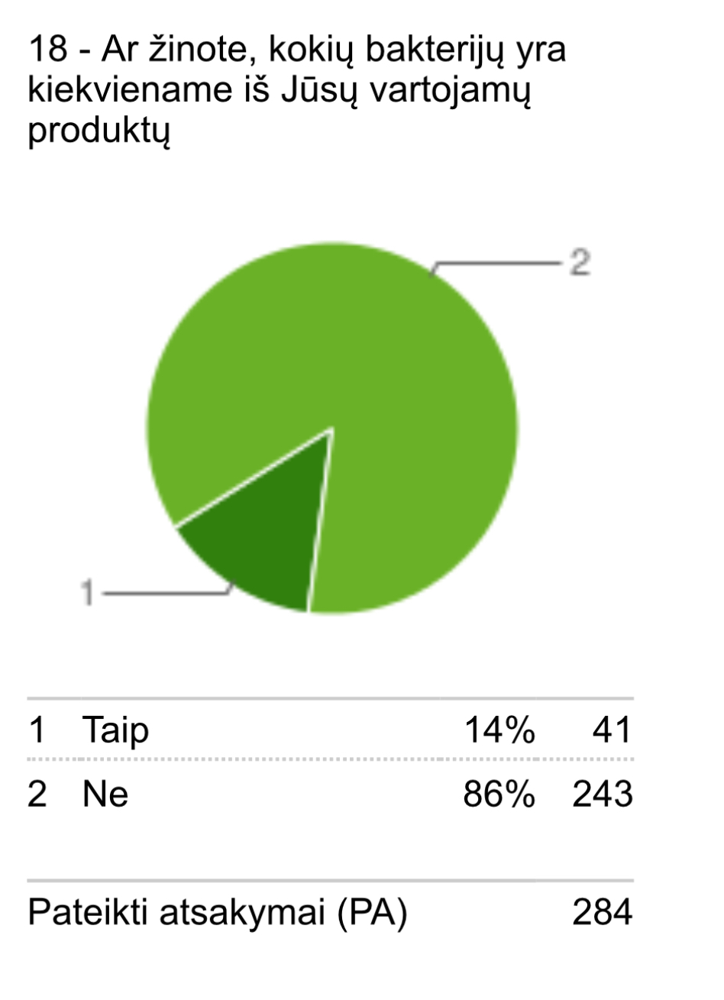 18 - Ar žinote, kokių bakterijų yra
kiekviename iš Jūsų vartojamų
produktų
2
1
1 Taip 14% 41
2 Ne 86% 243
Pateikti atsakymai (PA) 284